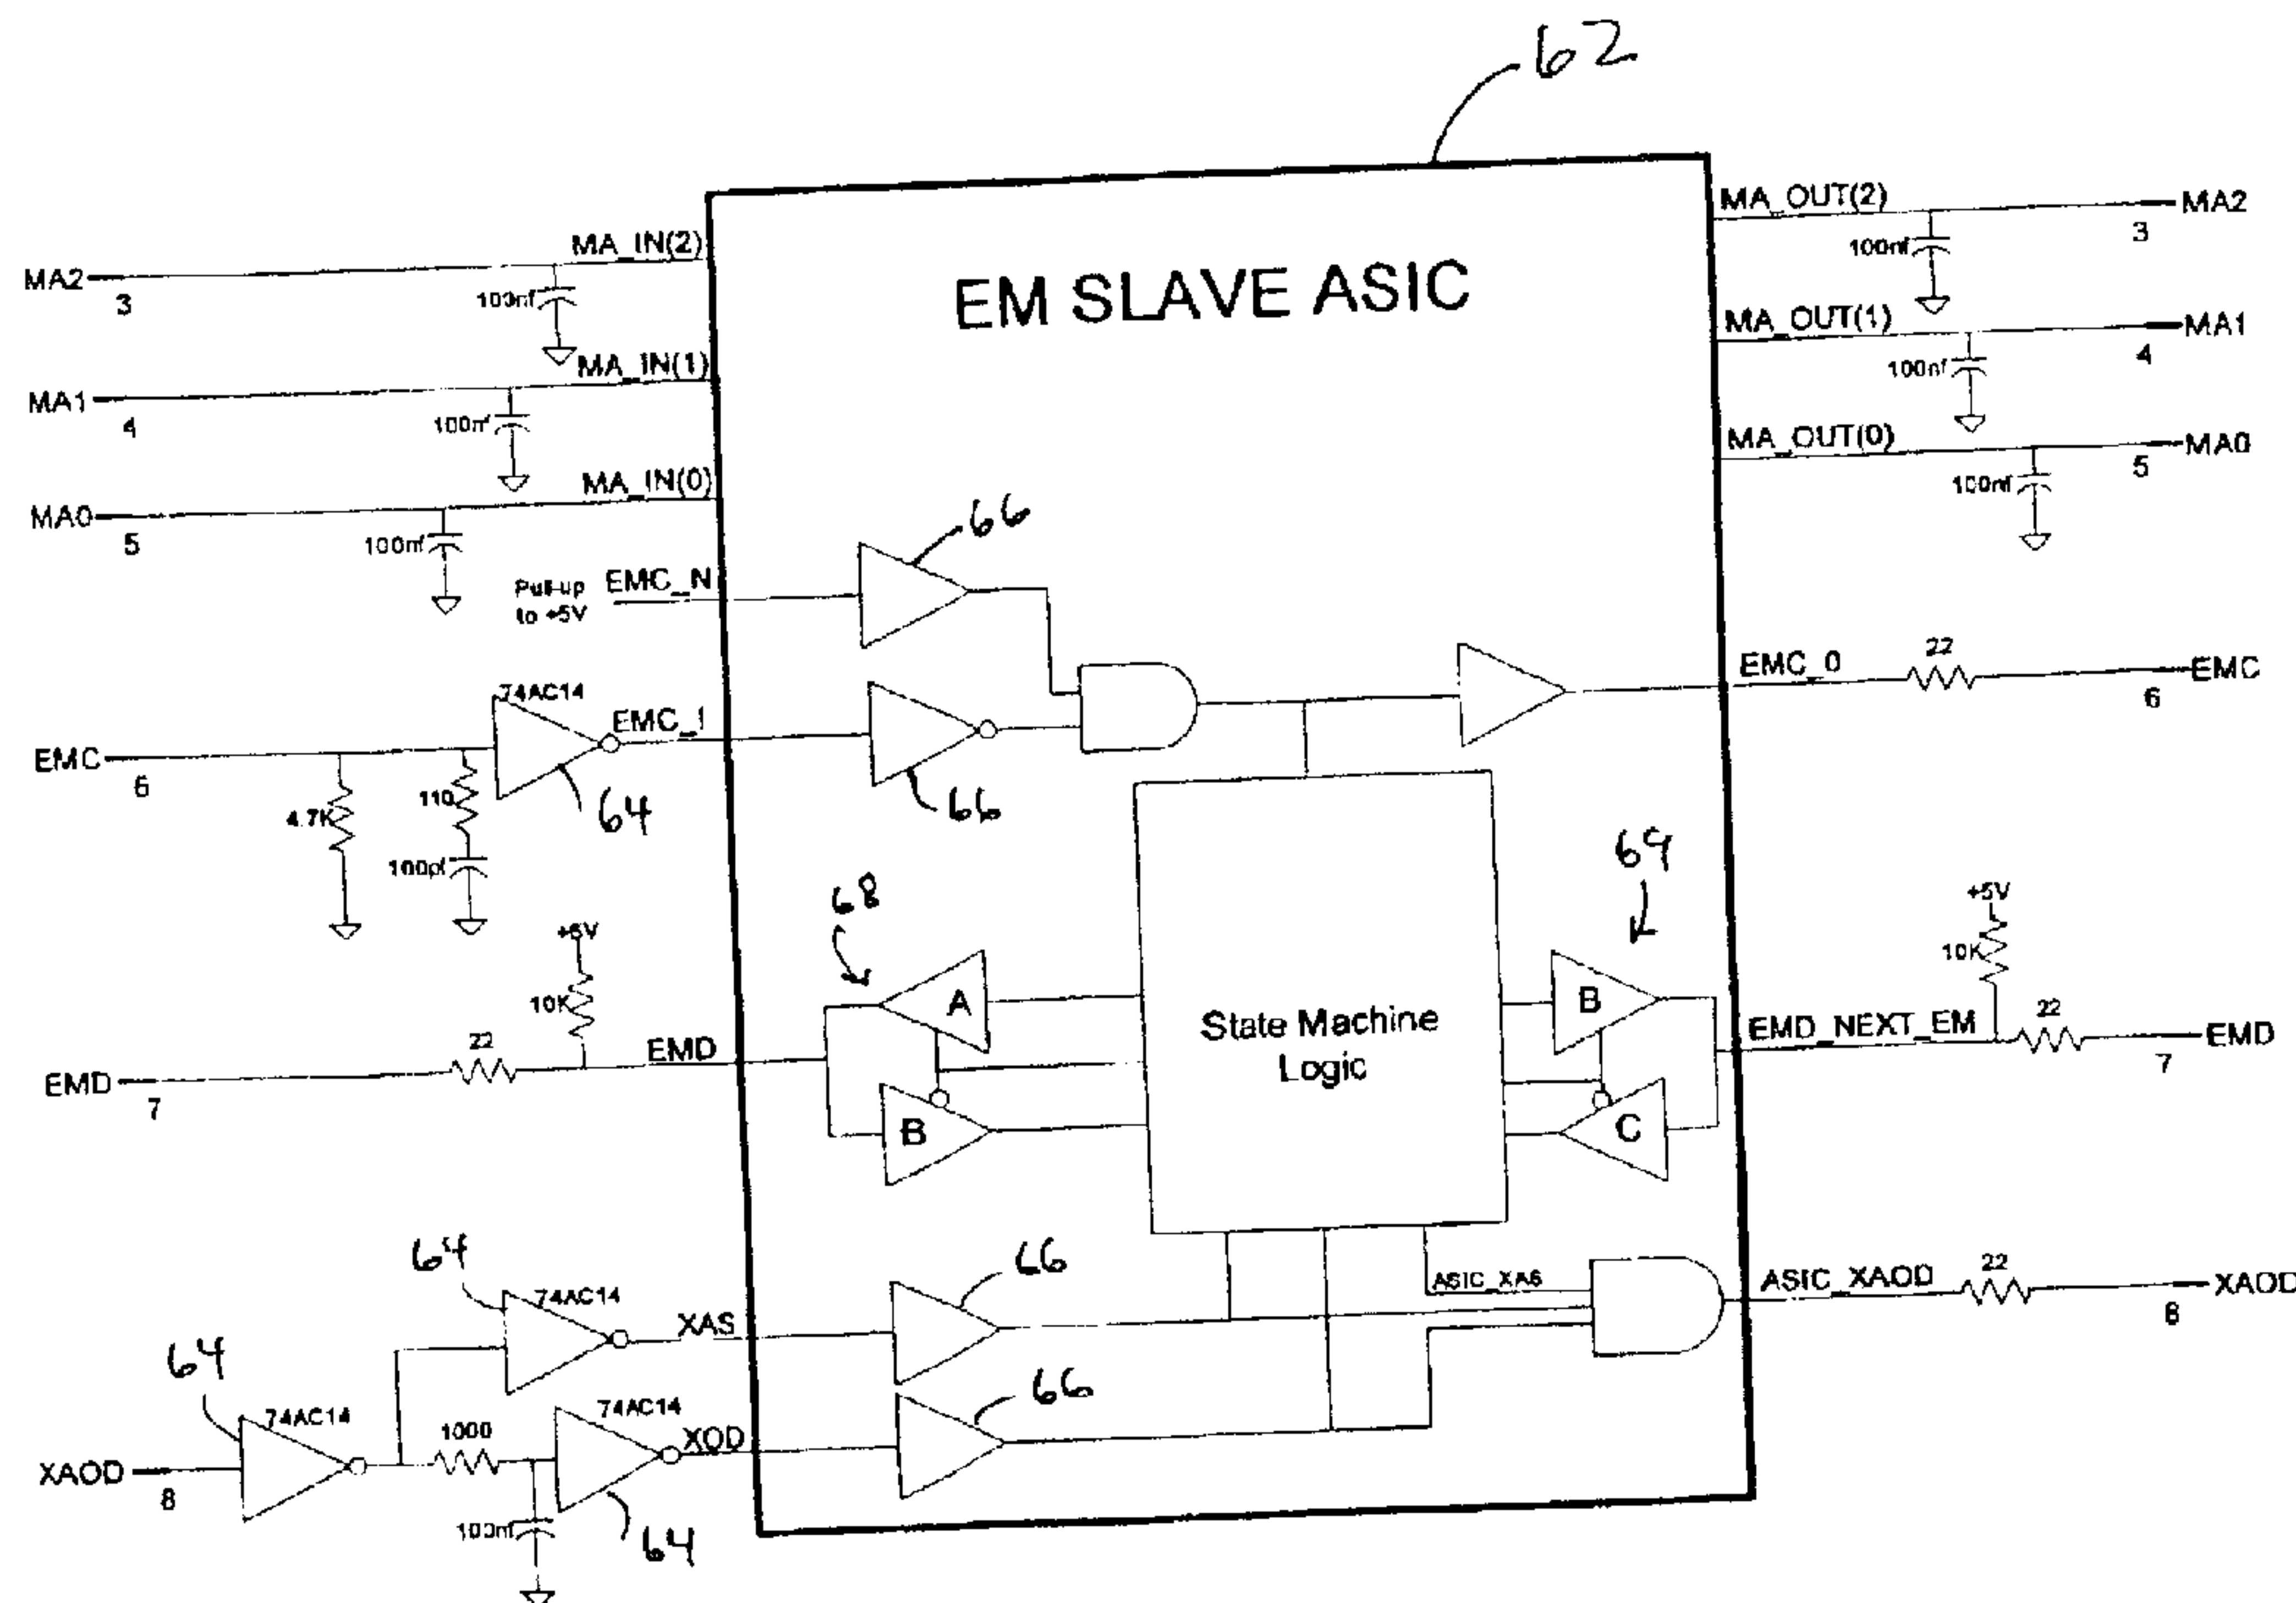 62
MA_OUT(2)
MA2
3
100nf
MA_IN(2)
MA2
3
100nf
EM SLAVE ASIC
MA_OUT(1)
MA1
4
100nf
MA_IN(1)
MA1
4
100nf
MA_OUT(0)
MA0
5
100nf
MA_IN(0)
MA0
5
100nf
66
Pull-up
to +5V
EMC_N
EMC_0
22
EMC
6
74AC14
EMC_I
EMC
6
4.7K
110
100pf
64
66
68
69
+5V
10K
22
EMD
EMD
7
A
B
State Machine
Logic
B
C
+5V
10K
EMD_NEXT_EM
22
EMD
7
64
74AC14
XAS
66
ASIC_XAS
ASIC_XAOD
22
XAOD
8
64
74AC14
XAOD
8
1000
74AC14
XOD
100nf
64
66